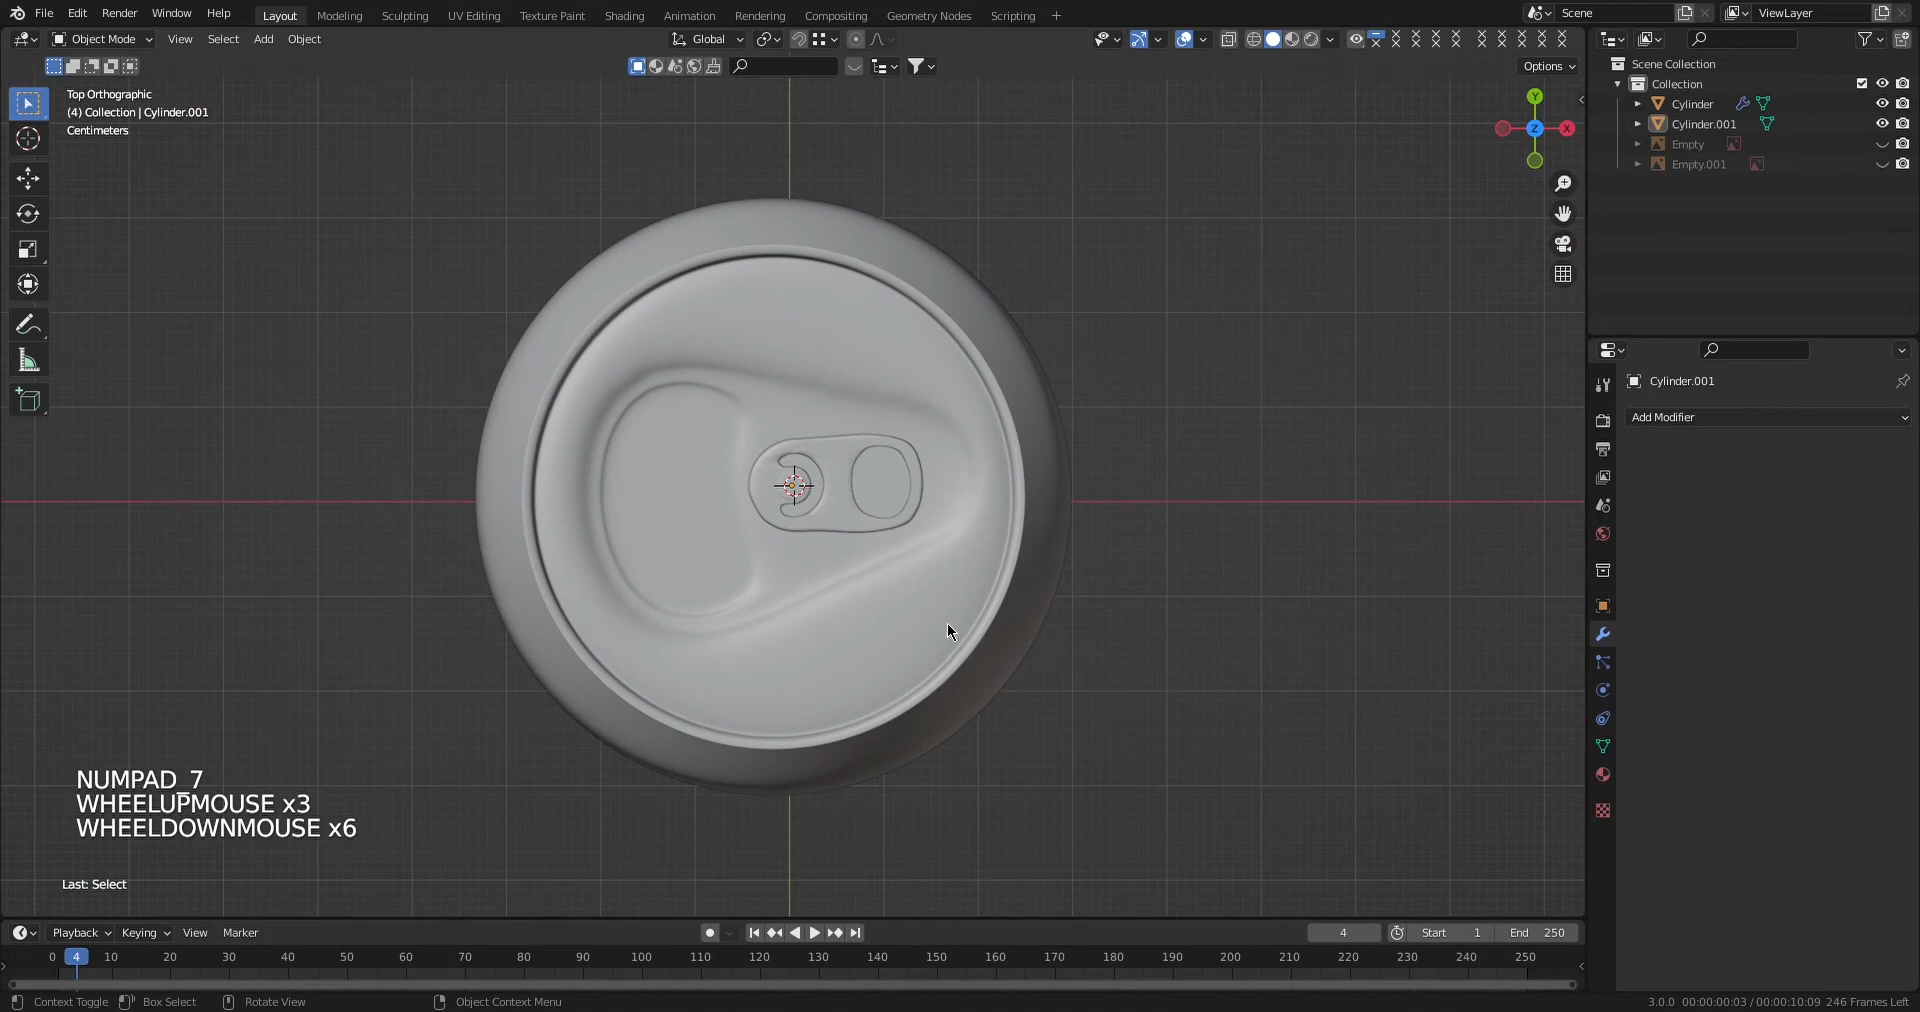 File Edit Render Window Help Layout Modeling Sculpting UV Editing Texture Paint Shading Animation Rendering Compositing Geometry Nodes Scripting + Scene ViewLayer
Object Mode View Select Add Object Global
Options
Top Orthographic
(4) Collection | Cylinder.001
Centimeters
Y
Z X
Scene Collection
Collection
Cylinder
Cylinder.001
Empty
Empty.001
Cylinder.001
Add Modifier
NUMPAD_7
WHEELUPMOUSE x3
WHEELDOWNMOUSE x6
Last: Select
Playback Keying View Marker 4 Start 1 End 250
0 4 10 20 30 40 50 60 70 80 90 100 110 120 130 140 150 160 170 180 190 200 210 220 230 240 250
Context Toggle Box Select Rotate View Object Context Menu 3.0.0 00:00:00:03 / 00:00:10:09 246 Frames Left